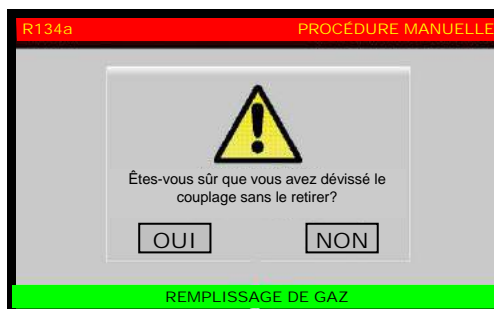 R134a PROCÉDURE MANUELLE
Êtes-vous sûr que vous avez dévissé le
couplage sans le retirer?
OUI NON
REMPLISSAGE DE GAZ